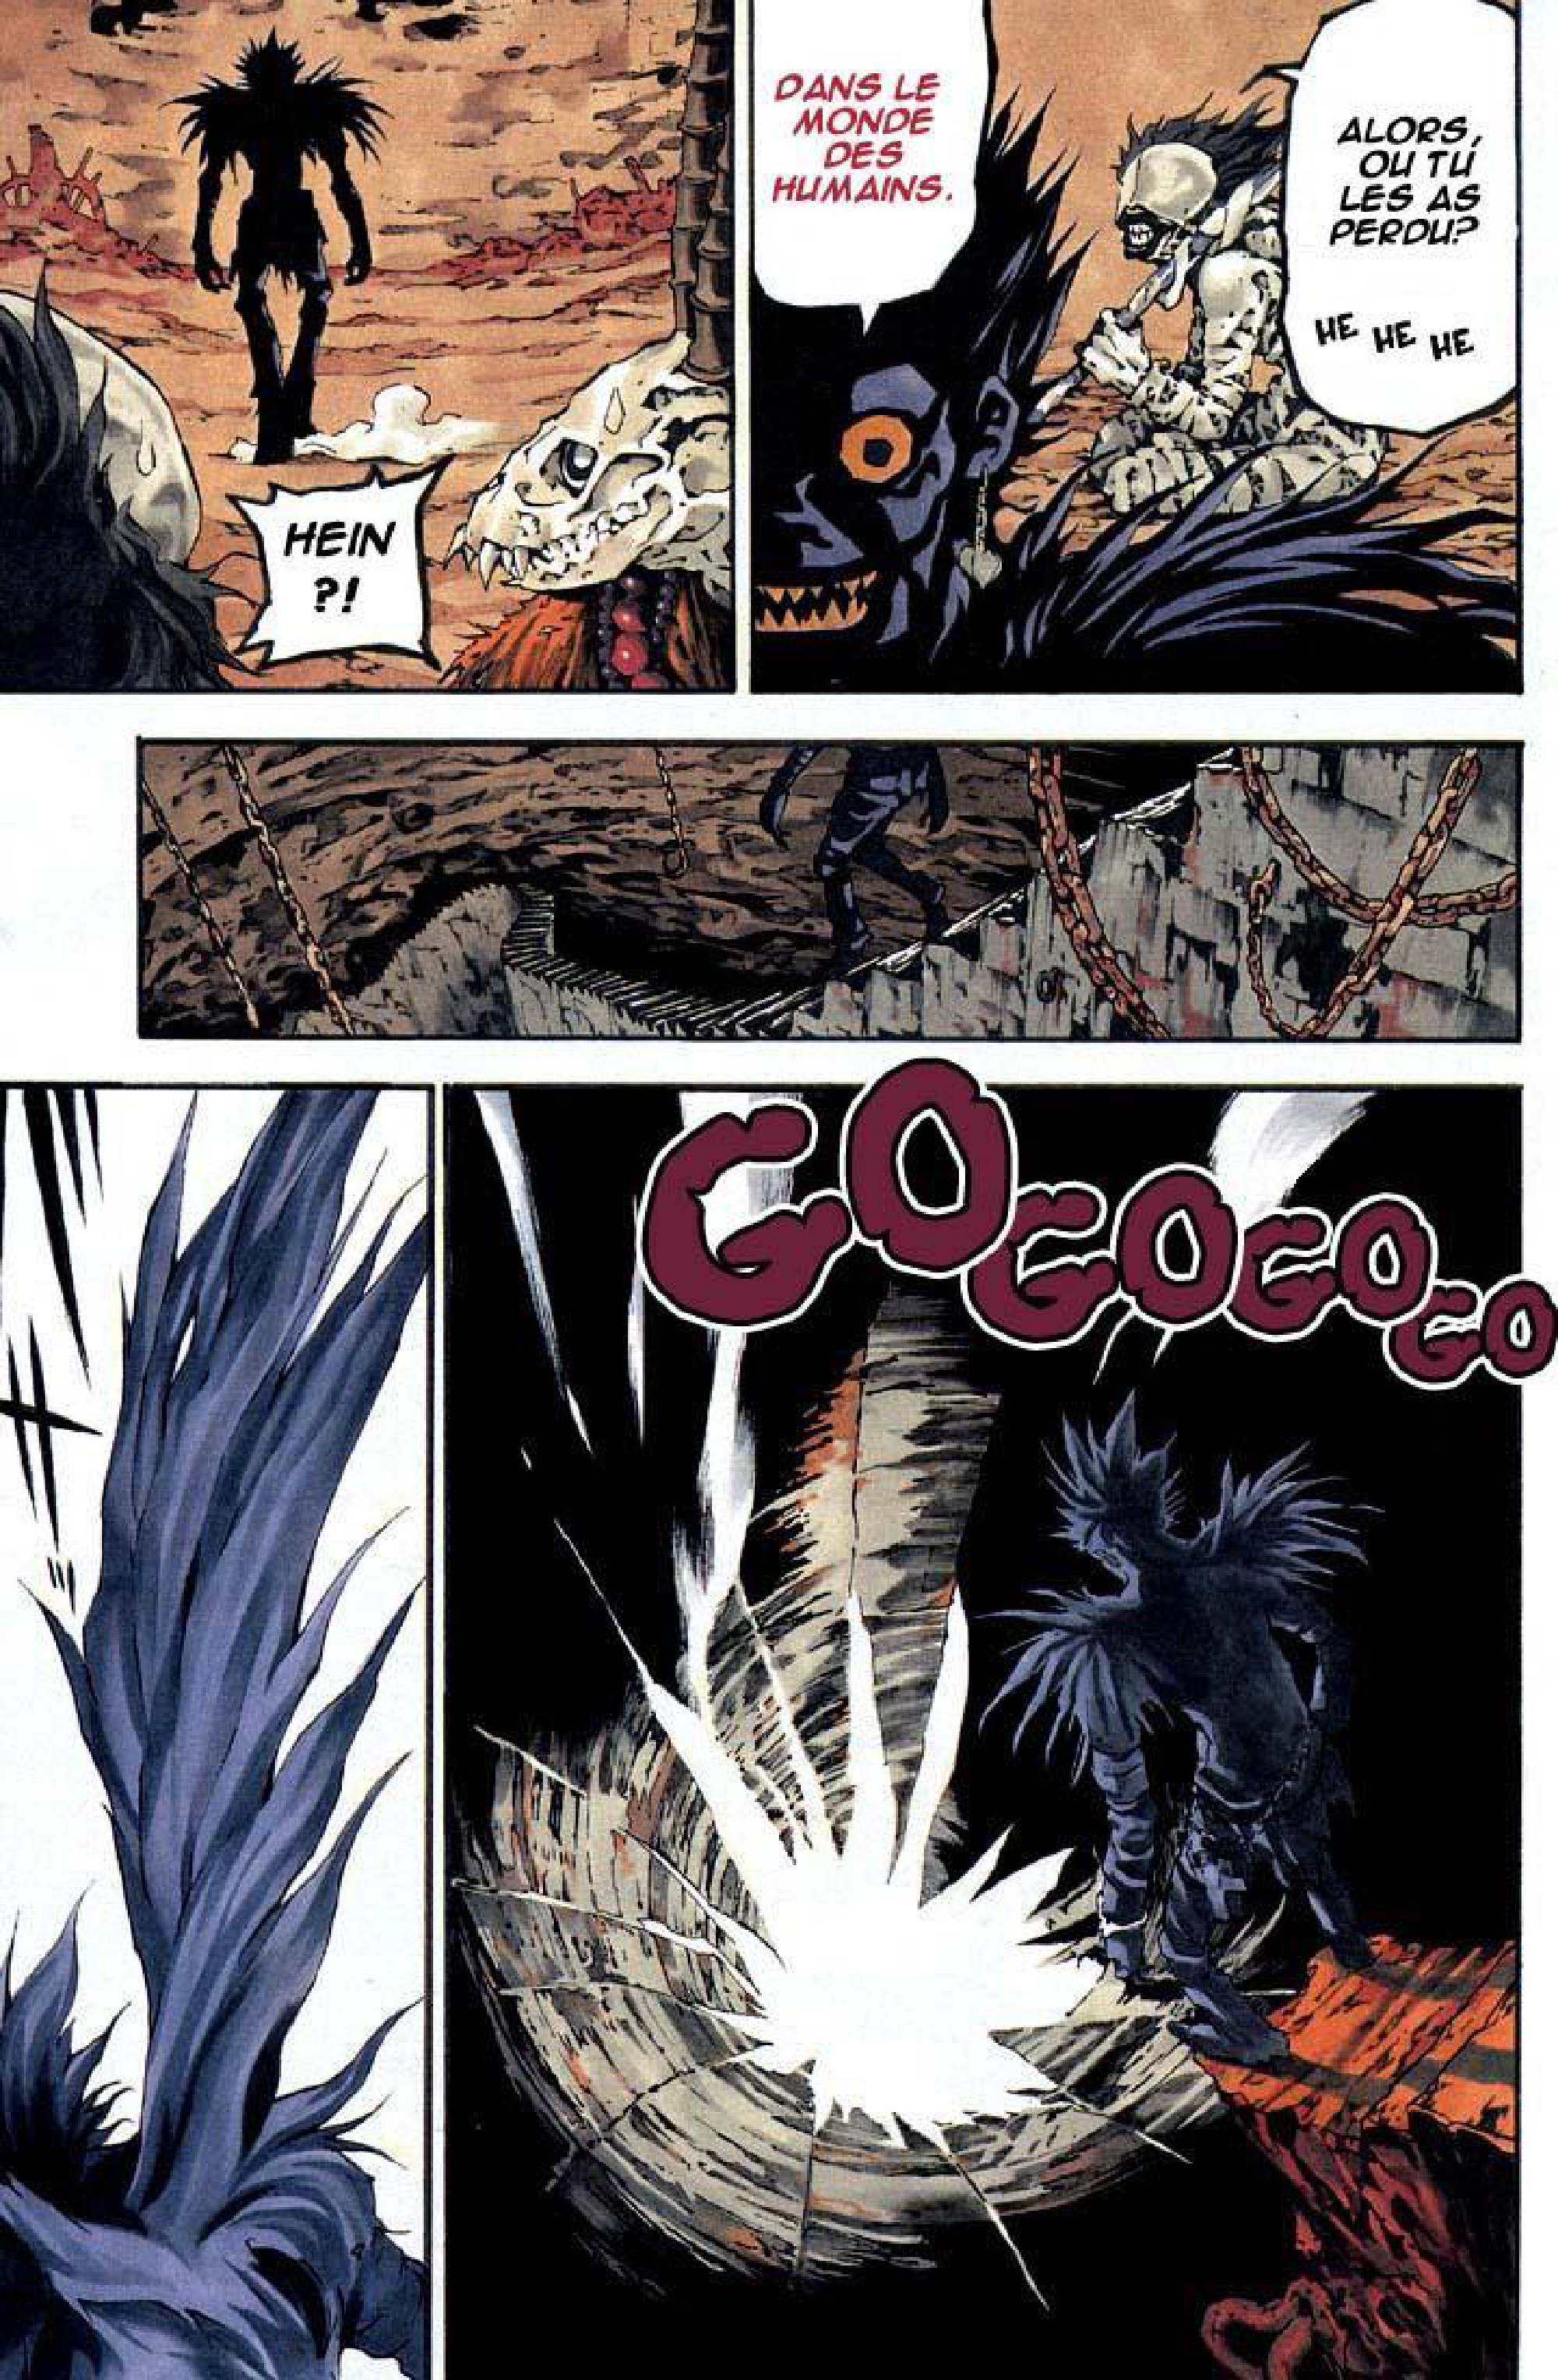 ALORS,
OU TU
LES AS
PERDU?
HE HE HE
DANS LE
MONDE
DES
HUMAINS.
HEIN
?!
GOGOGOGO